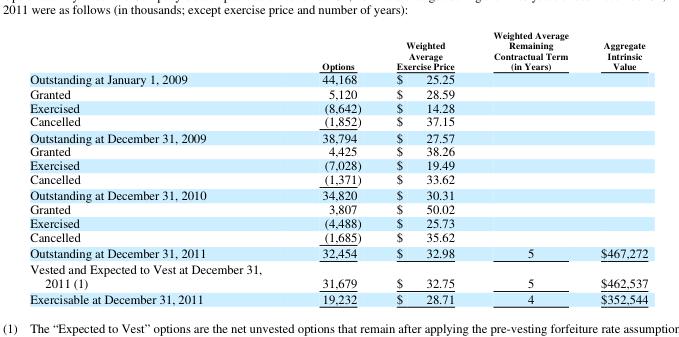 2011 were as follows (in thousands; except exercise price and number of years):
Options Weighted Average Exercise Price Weighted Average Remaining Contractual Term (in Years) Aggregate Intrinsic Value
Outstanding at January 1, 2009 44,168 $ 25.25
Granted 5,120 $ 28.59
Exercised (8,642) $ 14.28
Cancelled (1,852) $ 37.15
Outstanding at December 31, 2009 38,794 $ 27.57
Granted 4,425 $ 38.26
Exercised (7,028) $ 19.49
Cancelled (1,371) $ 33.62
Outstanding at December 31, 2010 34,820 $ 30.31
Granted 3,807 $ 50.02
Exercised (4,488) $ 25.73
Cancelled (1,685) $ 35.62
Outstanding at December 31, 2011 32,454 $ 32.98 5 $467,272
Vested and Expected to Vest at December 31,
2011 (1) 31,679 $ 32.75 5 $462,537
Exercisable at December 31, 2011 19,232 $ 28.71 4 $352,544
(1) The “Expected to Vest” options are the net unvested options that remain after applying the pre-vesting forfeiture rate assumption